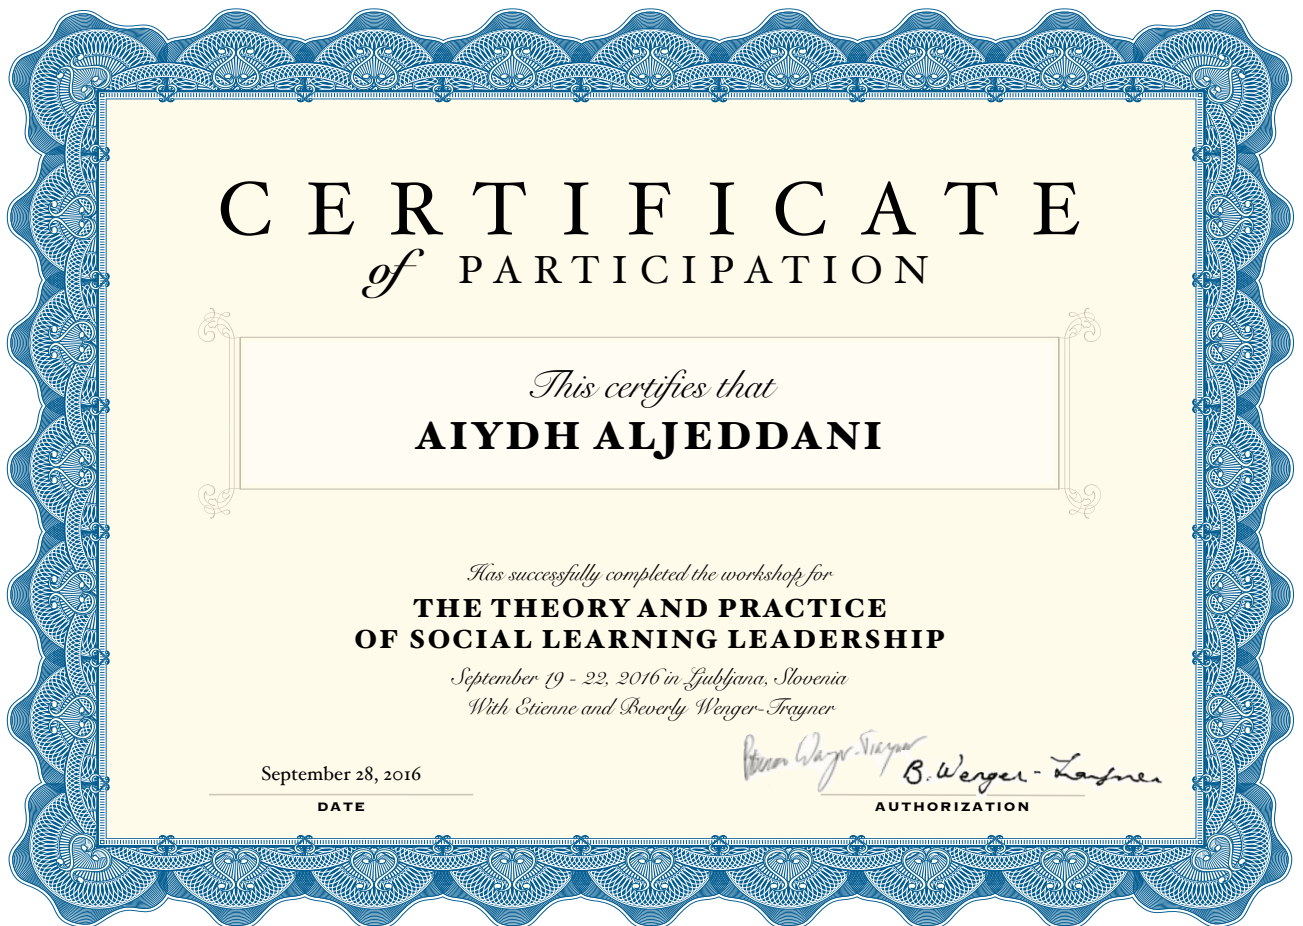 CERTIFICATE
of PARTICIPATION
This certifies that
AIYDH ALJEDDANI
Has successfully completed the workshop for
THE THEORY AND PRACTICE
OF SOCIAL LEARNING LEADERSHIP
September 19 - 22, 2016 in Ljubljana, Slovenia
With Etienne and Beverly Wenger-Trayner
B. Wenger-Trayner
September 28, 2016
DATE
AUTHORIZATION